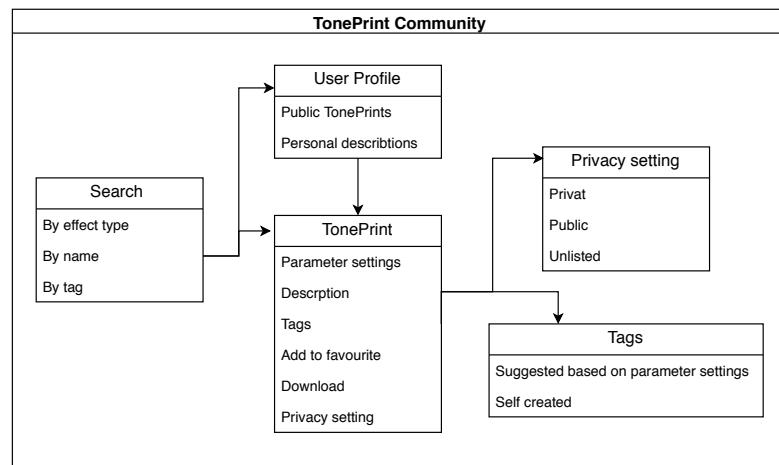 TonePrint Community
User Profile
Public TonePrints
Personal describtions
Search
By effect type
By name
By tag
TonePrint
Parameter settings
Descrption
Tags
Add to favourite
Download
Privacy setting
Privacy setting
Privat
Public
Unlisted
Tags
Suggested based on parameter settings
Self created